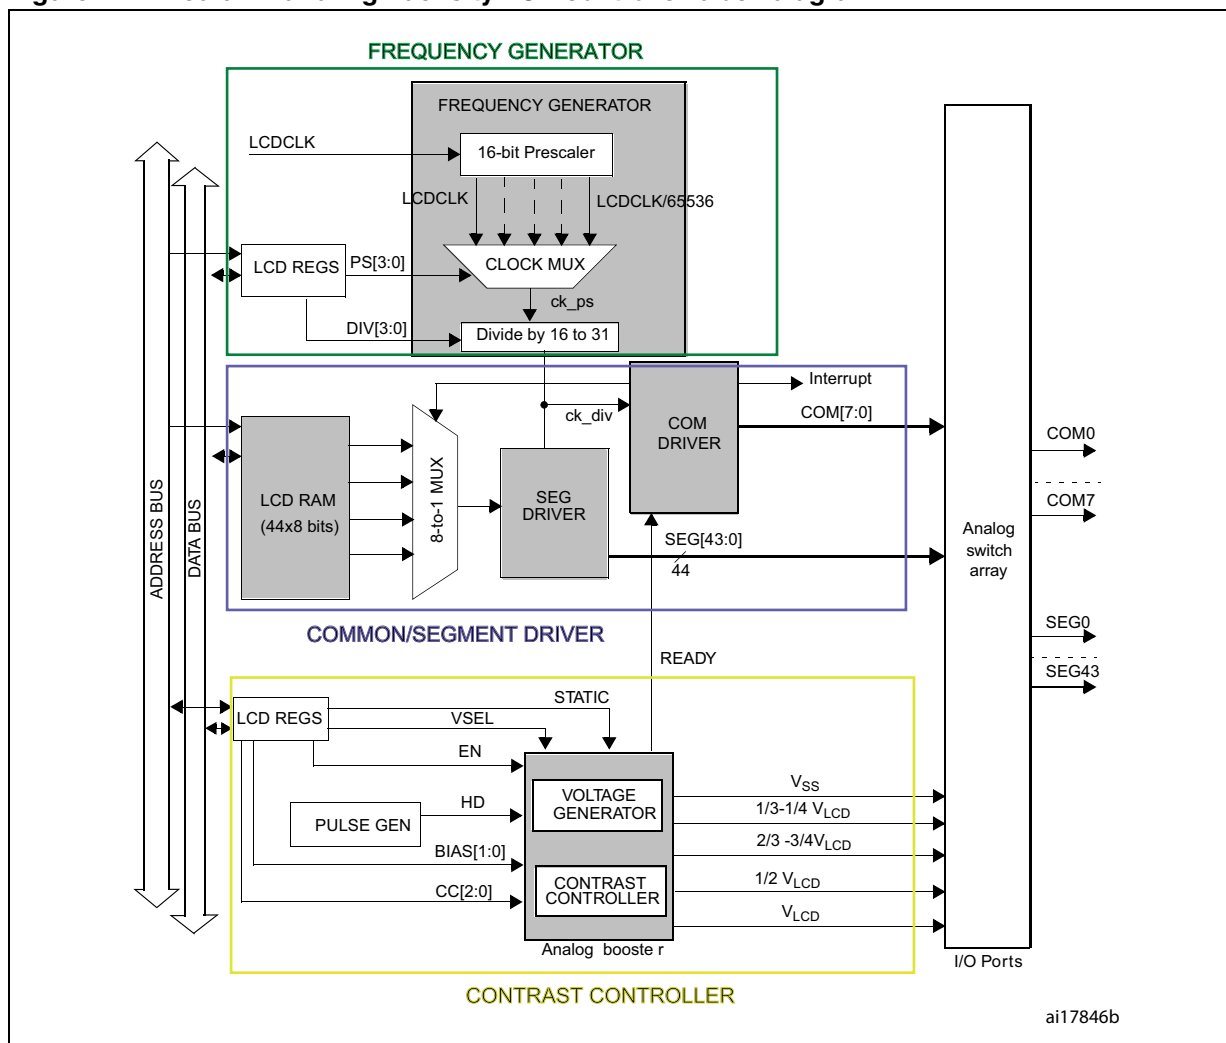 FREQUENCY GENERATOR
FREQUENCY GENERATOR
LCDCLK
16-bit Prescaler
LCDCLK
LCDCLK/65536
LCD REGS
PS[3:0]
CLOCK MUX
ck_ps
DIV[3:0]
Divide by 16 to 31
Interrupt
COM[7:0]
ck_div
COM
DRIVER
COM0
COM7
LCD RAM
(44x8 bits)
8-to-1 MUX
SEG
DRIVER
SEG[43:0]
44
Analog
switch
array
ADDRESS BUS
DATA BUS
COMMON/SEGMENT DRIVER
READY
SEG0
SEG43
LCD REGS
STATIC
VSEL
EN
HD
PULSE GEN
BIAS[1:0]
CC[2:0]
VOLTAGE
GENERATOR
CONTRAST
CONTROLLER
Analog booste r
VSS
1/3-1/4 VLCD
2/3 -3/4VLCD
1/2 VLCD
VLCD
I/O Ports
CONTRAST CONTROLLER
ai17846b